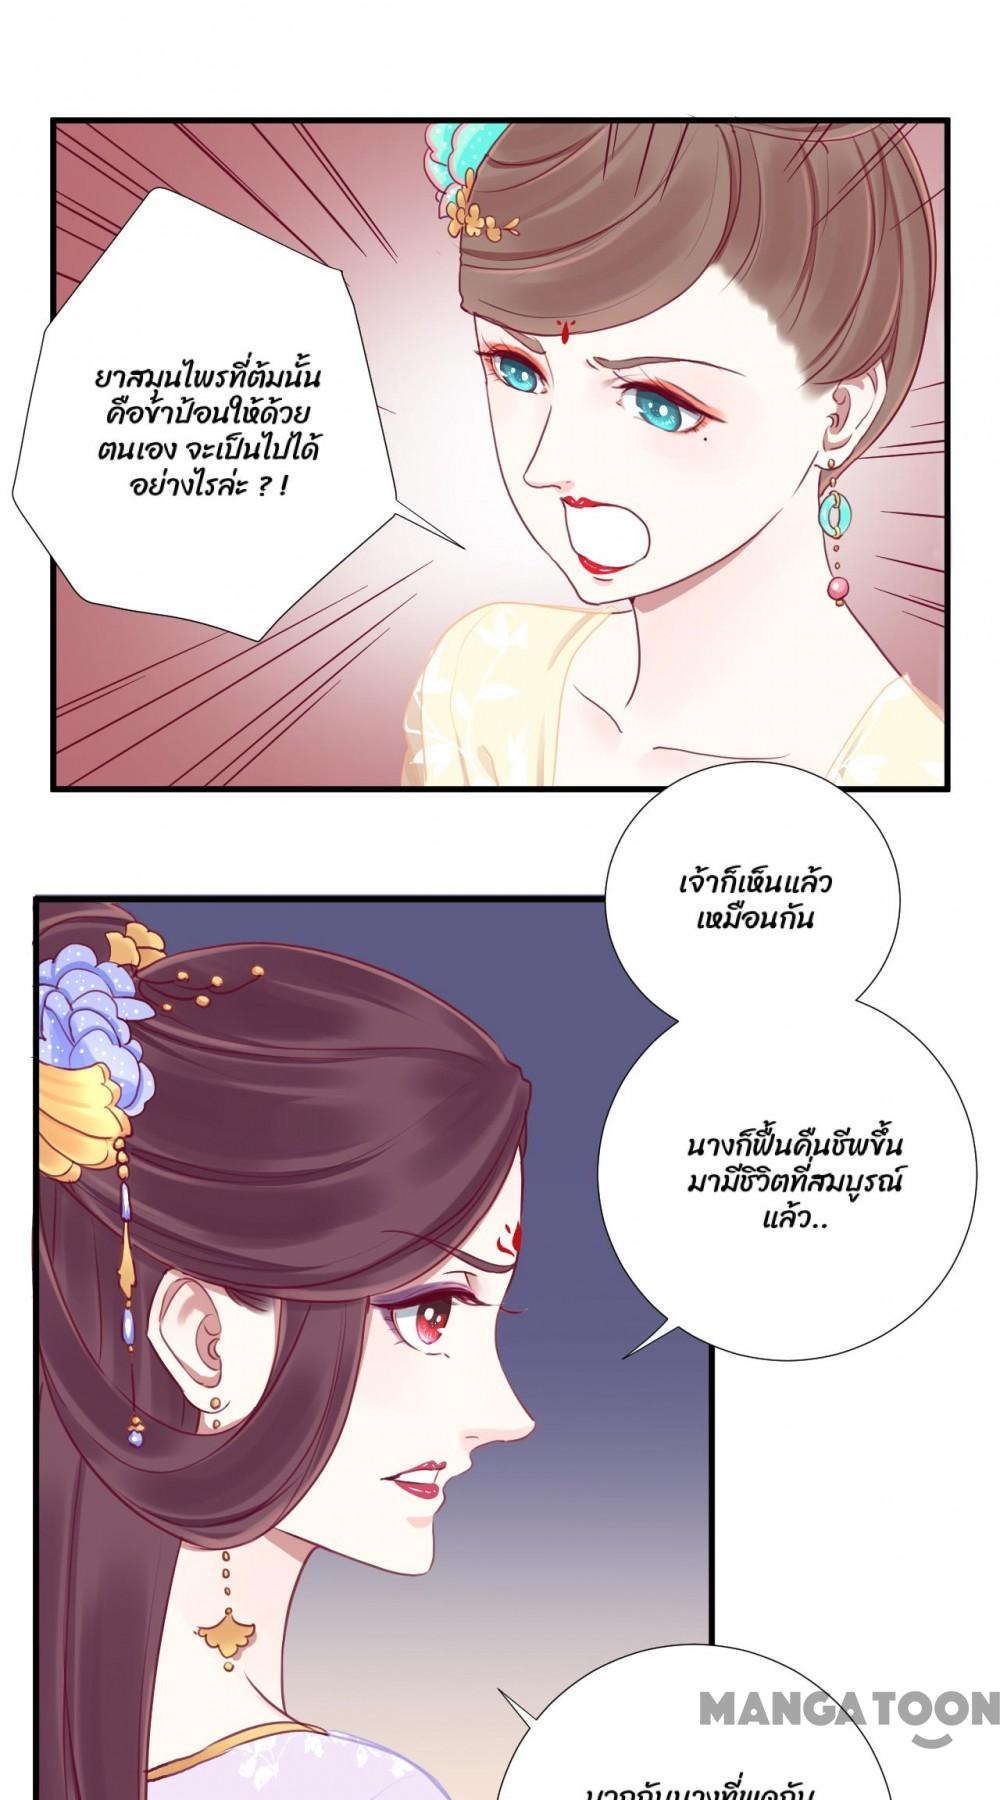 ยาสมุนไพรที่ต้มนั้น
คือข้าป้อนให้ด้วย
ตนเอง จะเป็นไปได้
อย่างไรล่ะ ?!
เจ้าก็เห็นแล้ว
เหมือนกัน
นางก็ฟื้นคืนชีพขึ้น
มามีชีวิตที่สมบูรณ์
แล้ว..
MANGATOON